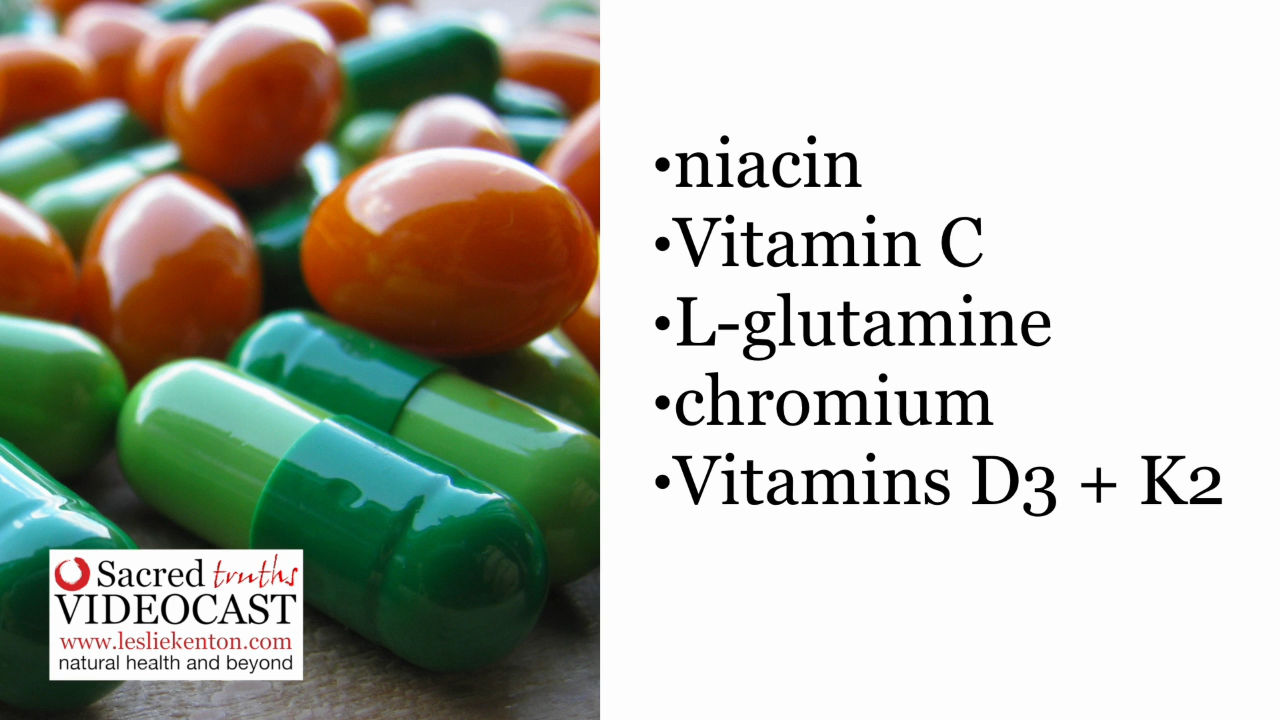 •niacin
•Vitamin C
•L-glutamine
•chromium
•Vitamins D3 + K2
Sacred truths
VIDEOCAST
www.lesliekenton.com
natural health and beyond